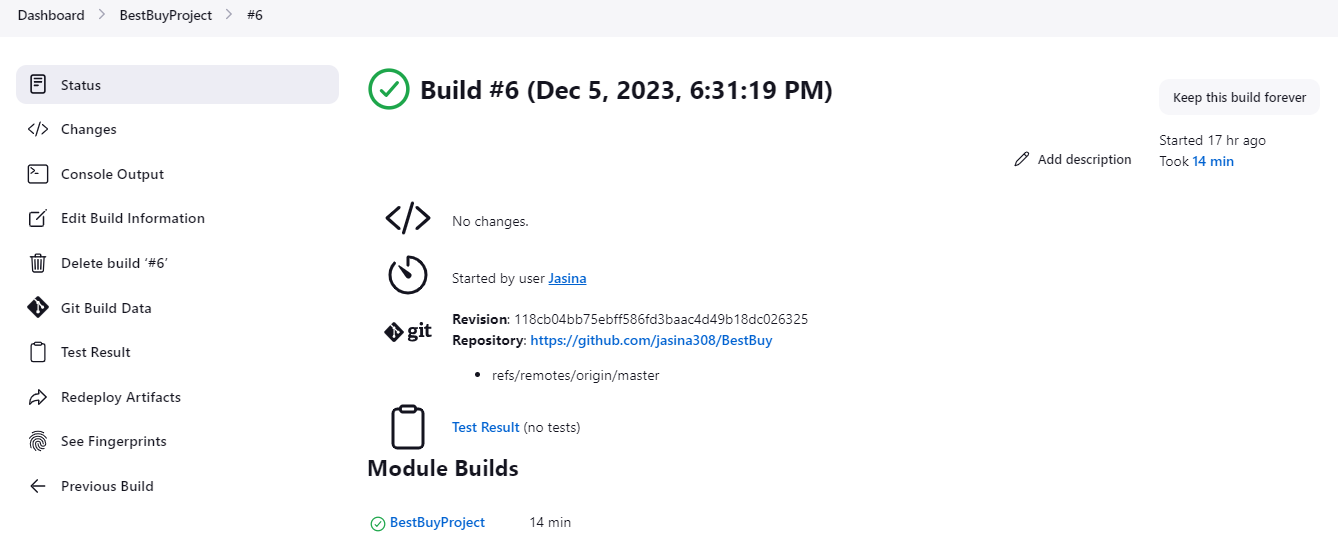 Dashboard > BestBuyProject > #6
Status
Changes
Console Output
Edit Build Information
Delete build ‘#6’
Git Build Data
Test Result
Redeploy Artifacts
See Fingerprints
Previous Build
Build #6 (Dec 5, 2023, 6:31:19 PM)
Keep this build forever
Started 17 hr ago
Took 14 min
Add description
No changes.
Started by user Jasina
git
Revision: 118cb04bb75ebff586fd3baac4d49b18dc026325
Repository: https://github.com/jasina308/BestBuy
• refs/remotes/origin/master
Test Result (no tests)
Module Builds
BestBuyProject 14 min